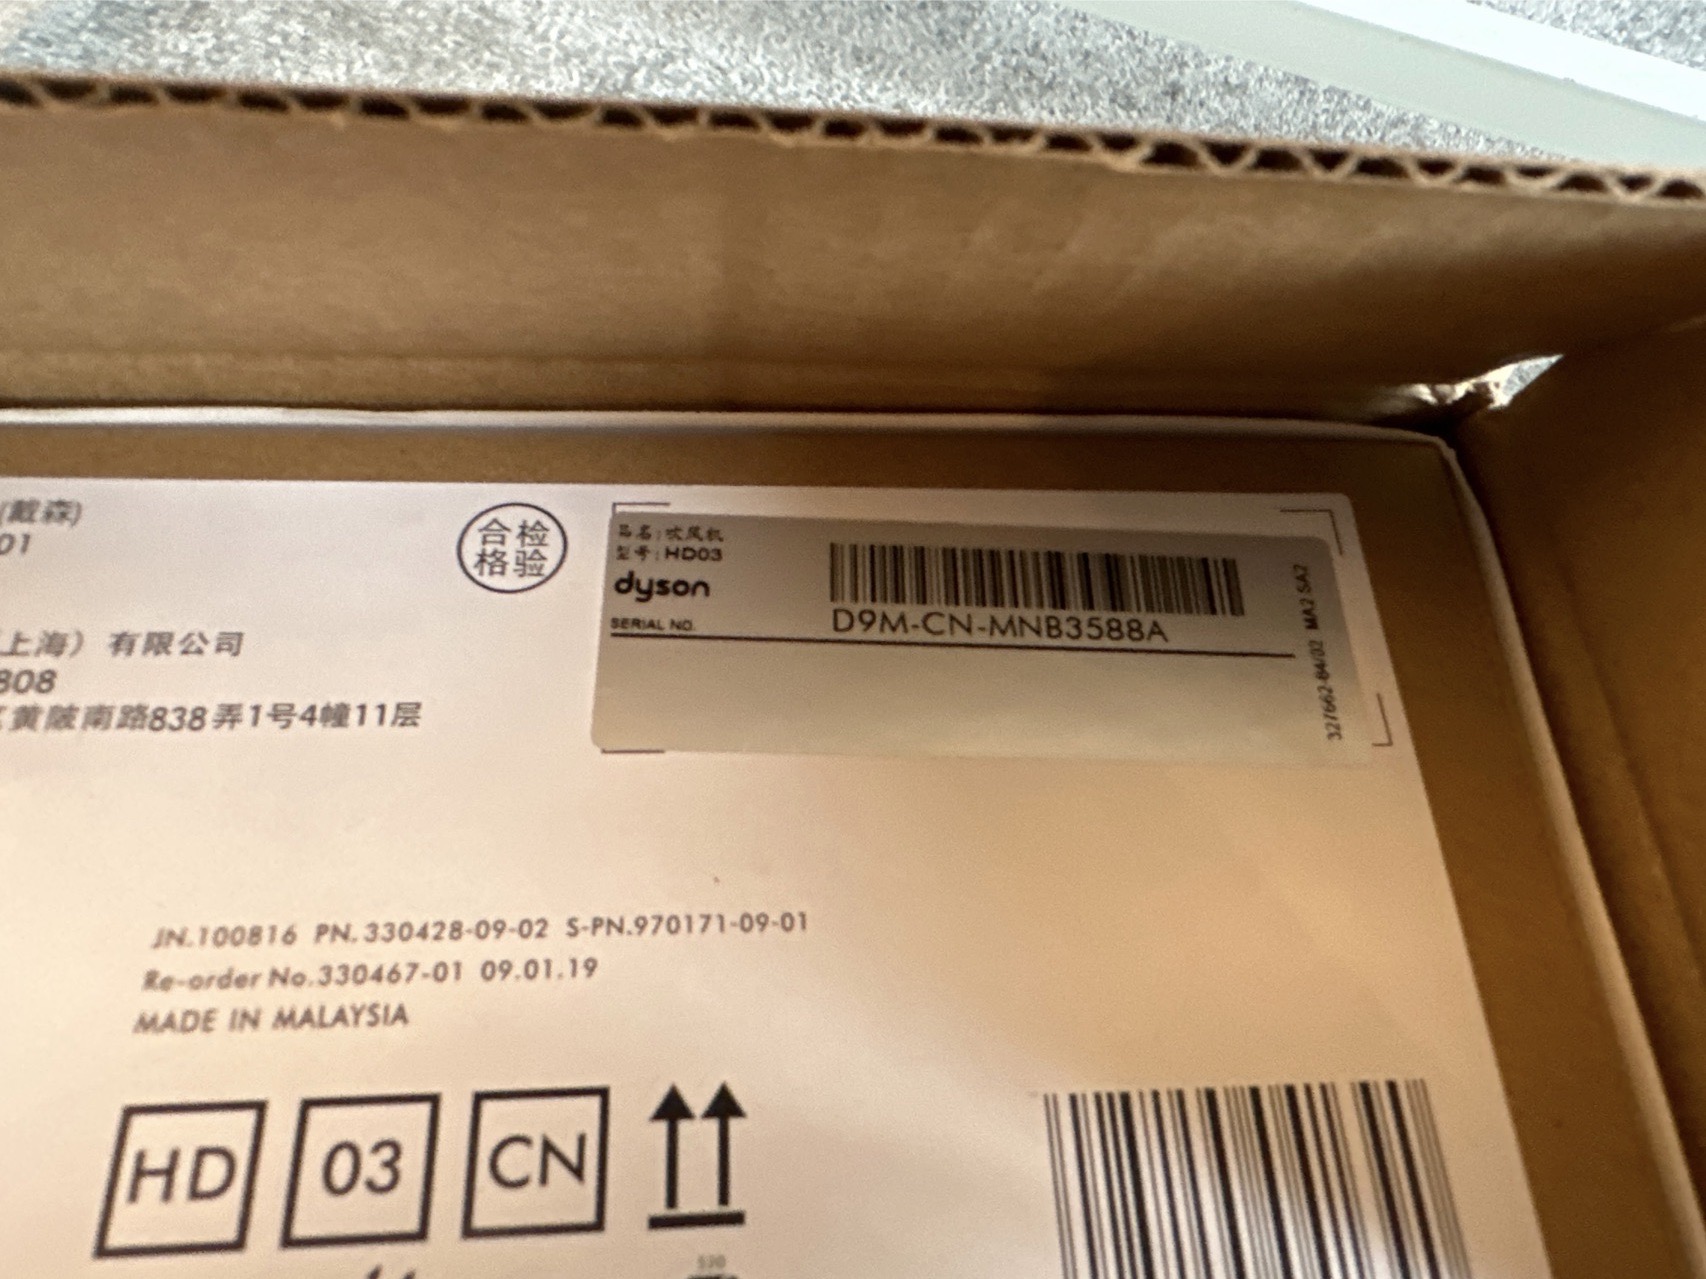 (戴森)
01
合检
格验
品名:吹风机
型号:HD03
dyson
SERIAL NO.
D9M-CN-MNB3588A
327662-84/02 MA2 SA2
上海）有限公司
808
黄陂南路838弄1号4幢11层
JN.100816 PN.330428-09-02 S-PN.970171-09-01
Re-order No.330467-01 09.01.19
MADE IN MALAYSIA
HD 03 CN